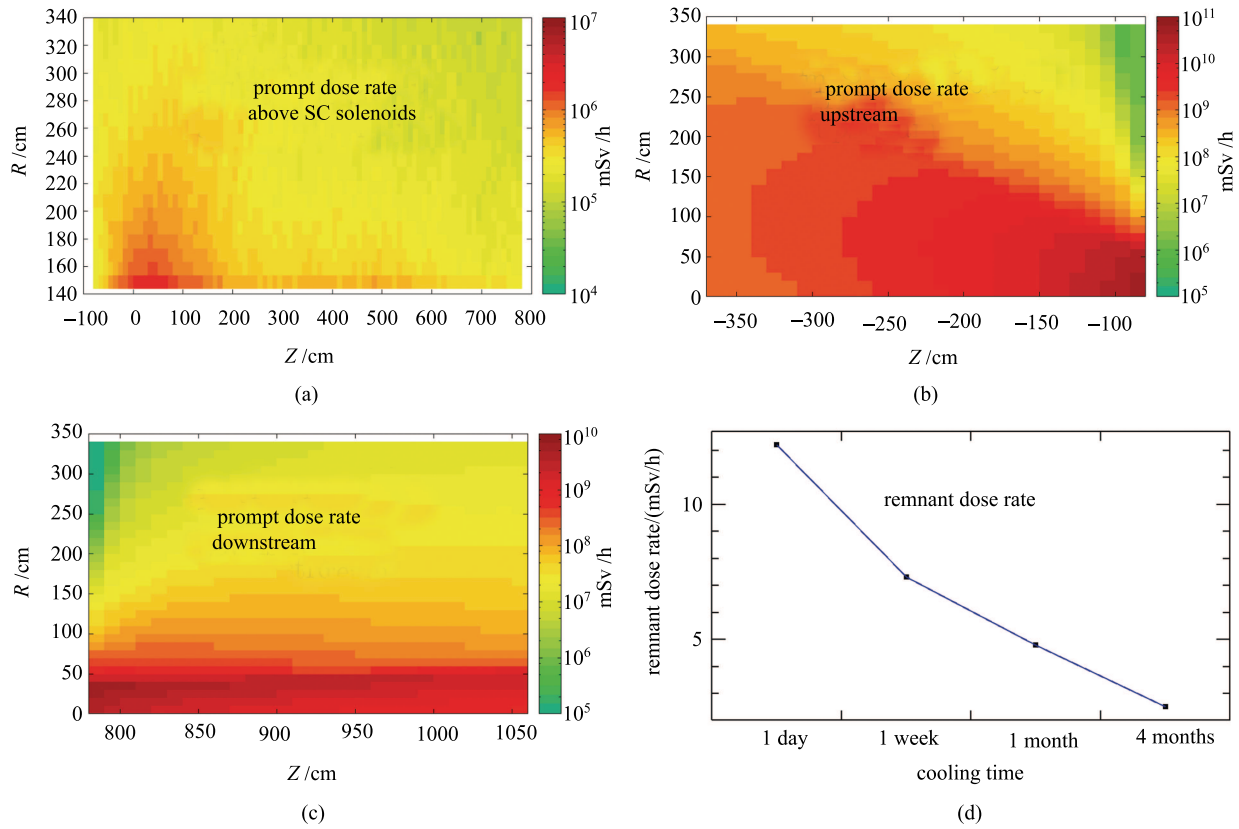 340
320
300
280
260
240
220
200
180
160
140
R /cm
prompt dose rate
above SC solenoids
−100 0 100 200 300 400 500 600 700 800
Z /cm
10^7
10^6
10^5
10^4
mSv /h
(a)
350
300
250
200
150
100
50
0
R /cm
prompt dose rate
upstream
−350 −300 −250 −200 −150 −100
Z /cm
10^11
10^10
10^9
10^8
10^7
10^6
10^5
mSv /h
(b)
350
300
250
200
150
100
50
0
R /cm
prompt dose rate
downstream
800 850 900 950 1000 1050
Z /cm
10^10
10^9
10^8
10^7
10^6
10^5
mSv /h
(c)
10
5
remnant dose rate/(mSv/h)
remnant dose rate
1 day 1 week 1 month 4 months
cooling time
(d)